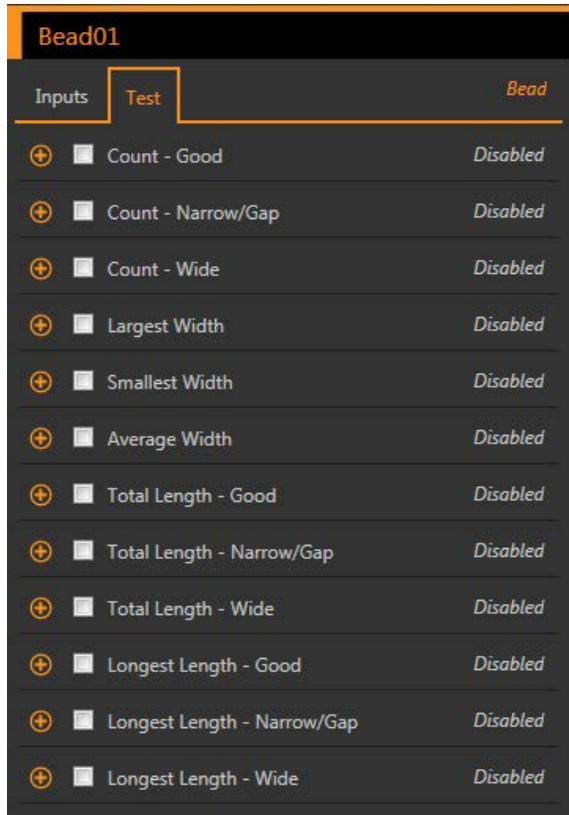 Bead01
Inputs Test Bead
Count - Good Disabled
Count - Narrow/Gap Disabled
Count - Wide Disabled
Largest Width Disabled
Smallest Width Disabled
Average Width Disabled
Total Length - Good Disabled
Total Length - Narrow/Gap Disabled
Total Length - Wide Disabled
Longest Length - Good Disabled
Longest Length - Narrow/Gap Disabled
Longest Length - Wide Disabled